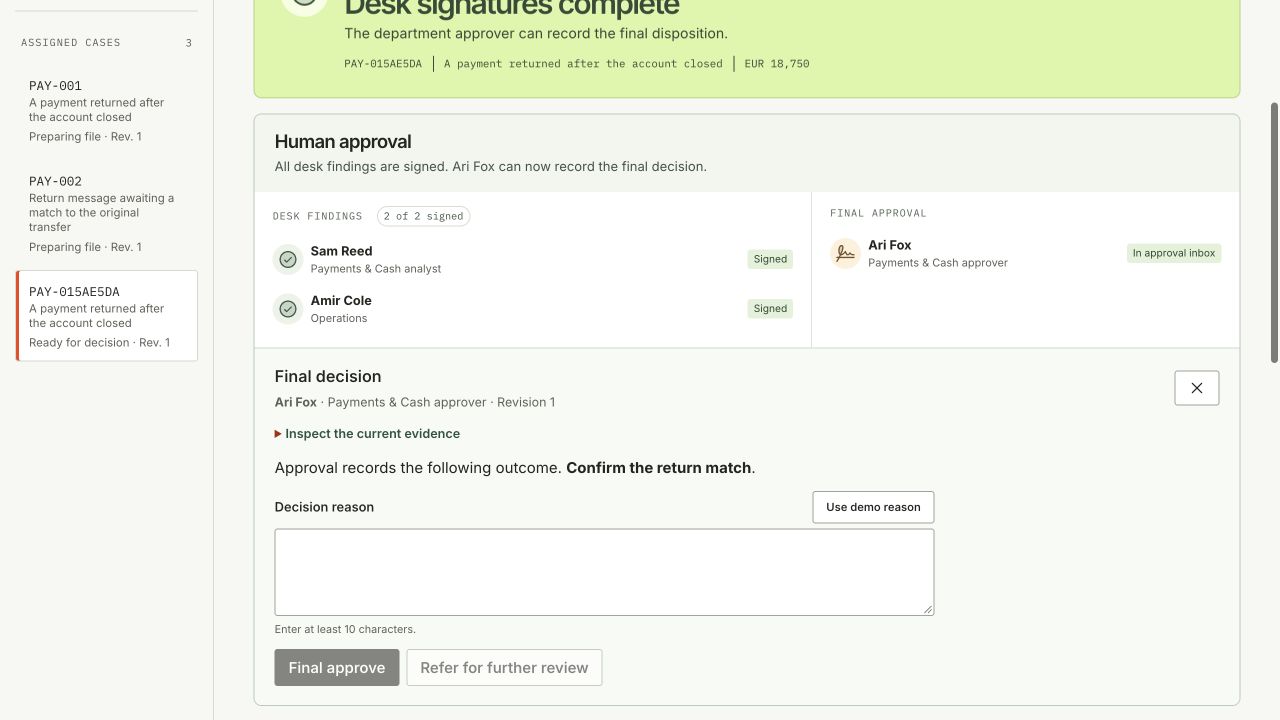 ASSIGNED CASES 3
PAY-001
A payment returned after
the account closed
Preparing file · Rev. 1
PAY-002
Return message awaiting a
match to the original
transfer
Preparing file · Rev. 1
PAY-015AE5DA
A payment returned after
the account closed
Ready for decision · Rev. 1
Desk signatures complete
The department approver can record the final disposition.
PAY-015AE5DA A payment returned after the account closed EUR 18,750
Human approval
All desk findings are signed. Ari Fox can now record the final decision.
DESK FINDINGS 2 of 2 signed
Sam Reed
Payments & Cash analyst
Signed
Amir Cole
Operations
Signed
FINAL APPROVAL
Ari Fox
Payments & Cash approver
In approval inbox
Final decision
Ari Fox · Payments & Cash approver · Revision 1
Inspect the current evidence
Approval records the following outcome. Confirm the return match.
Decision reason
Use demo reason
Enter at least 10 characters.
Final approve
Refer for further review